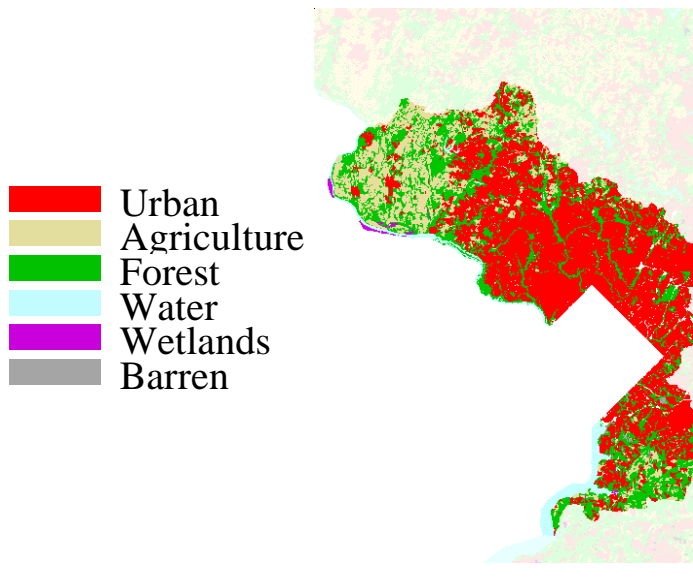 Urban
Agriculture
Forest
Water
Wetlands
Barren